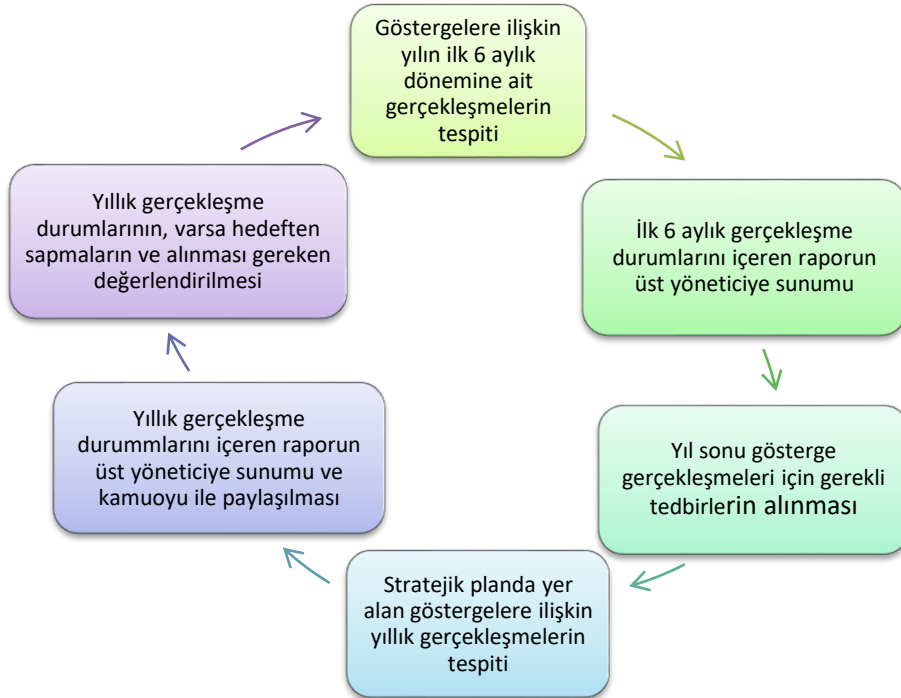 Göstergelere ilişkin
yılın ilk 6 aylık
dönemine ait
gerçekleşmelerin
tespiti
İlk 6 aylık gerçekleşme
durumlarını içeren raporun
üst yöneticiye sunumu
Yıl sonu gösterge
gerçekleşmeleri için gerekli
tedbirlerin alınması
Stratejik planda yer
alan göstergelere ilişkin
yıllık gerçekleşmelerin
tespiti
Yıllık gerçekleşme
durummlarını içeren raporun
üst yöneticiye sunumu ve
kamuoyu ile paylaşılması
Yıllık gerçekleşme
durumlarının, varsa hedeften
sapmaların ve alınması gereken
değerlendirilmesi